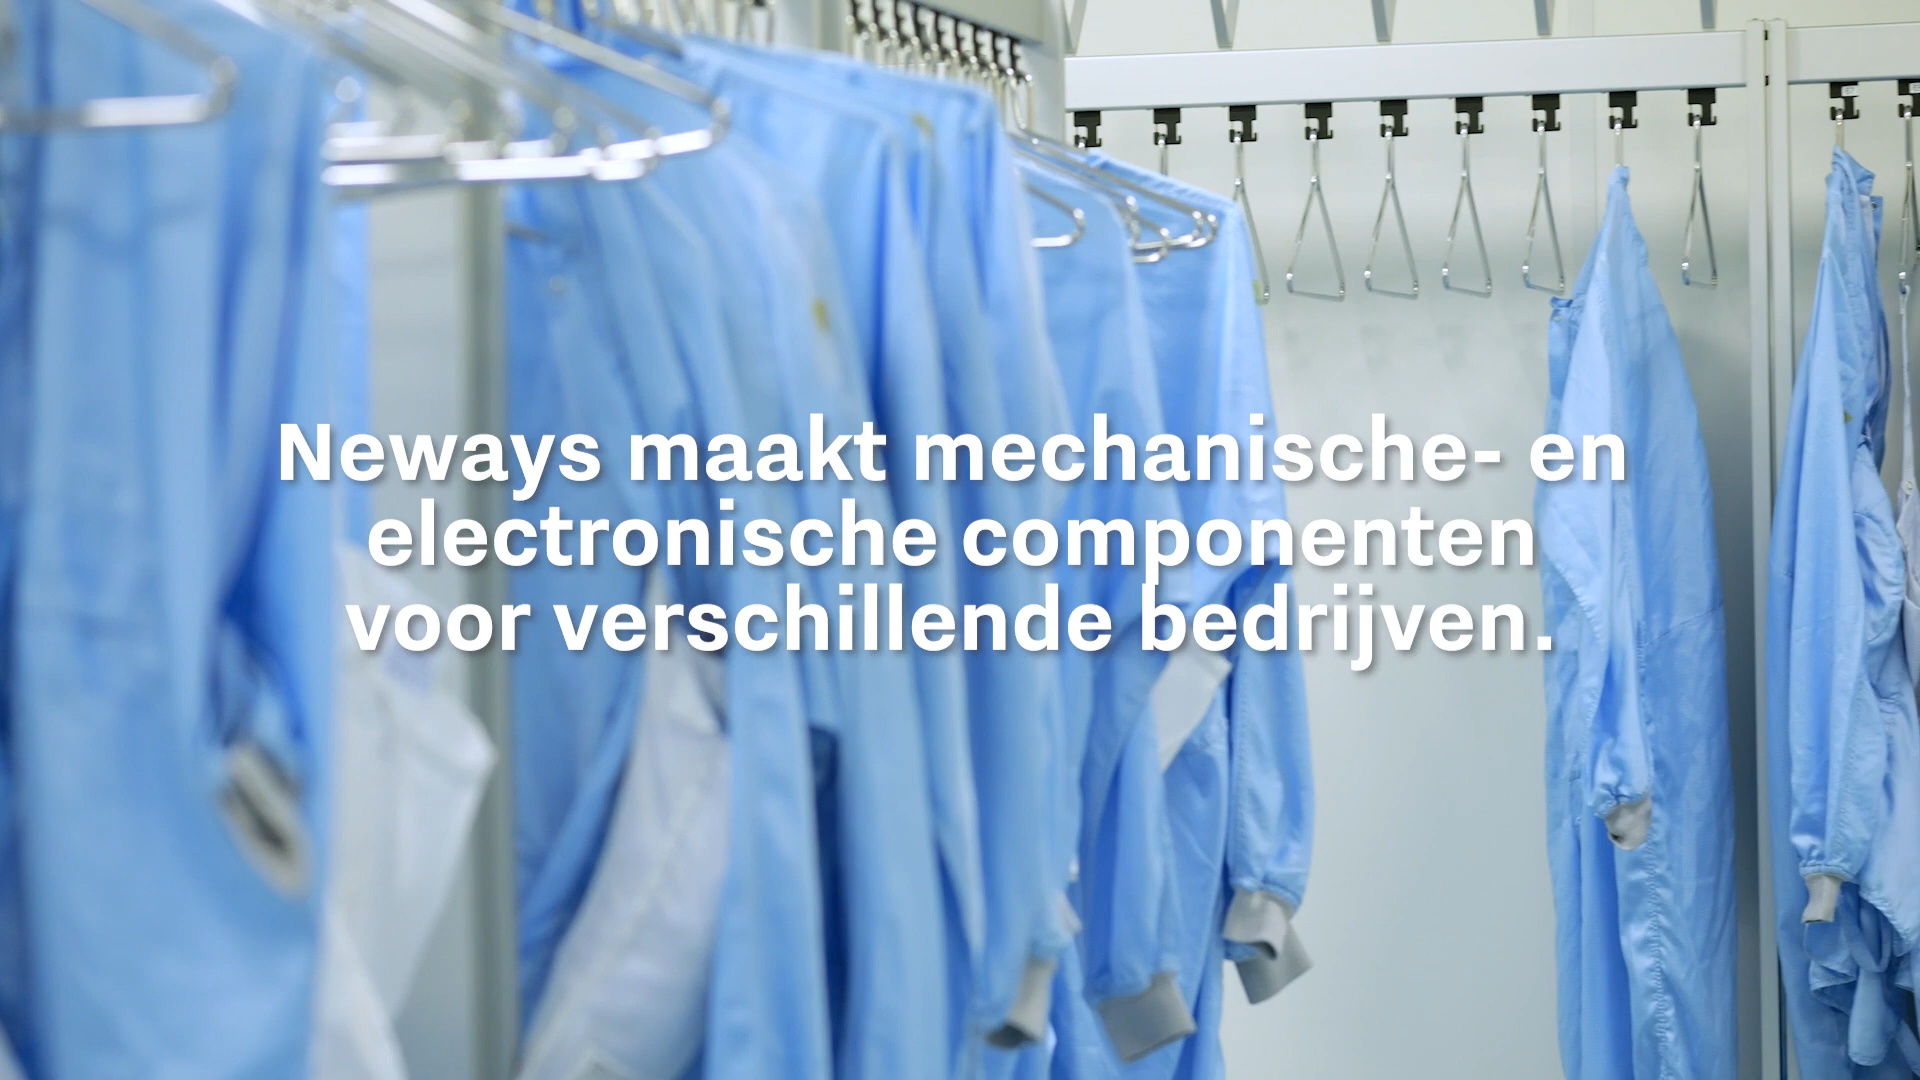 Neways maakt mechanische- en
electronische componenten
voor verschillende bedrijven.